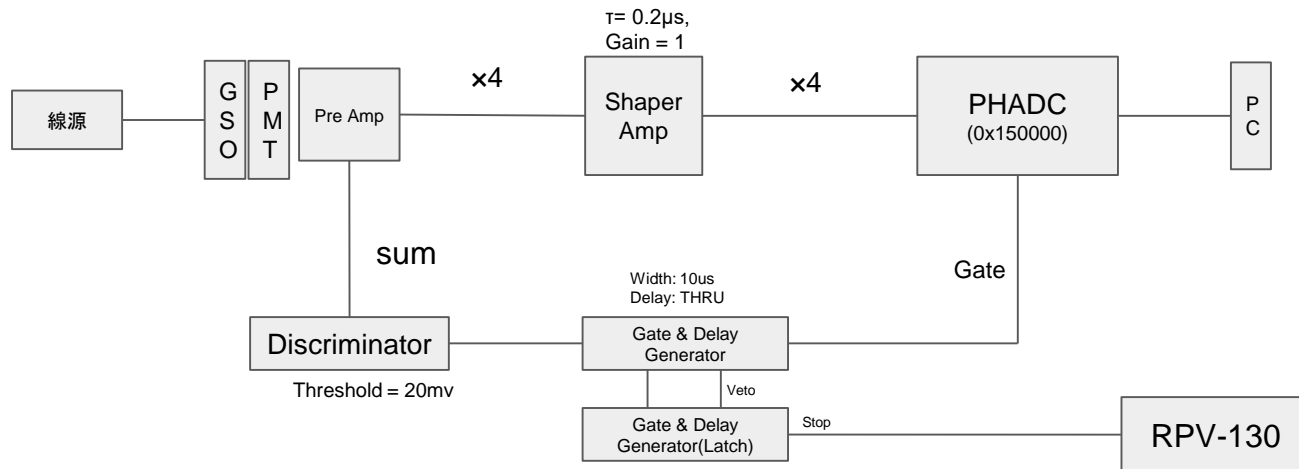 τ= 0.2μs,
Gain = 1
線源
G
S
O
P
M
T
Pre Amp
×4
Shaper
Amp
×4
PHADC
(0x150000)
P
C
sum
Gate
Width: 10us
Delay: THRU
Discriminator
Threshold = 20mv
Gate & Delay
Generator
Veto
Gate & Delay
Generator(Latch)
Stop
RPV-130